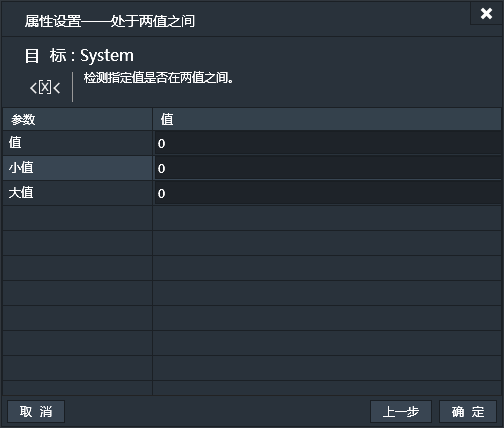 属性设置——处于两值之间
目 标 : System
<[X]<
检测指定值是否在两值之间。
参数 值
值 0
小值 0
大值 0
取 消 上一步 确 定